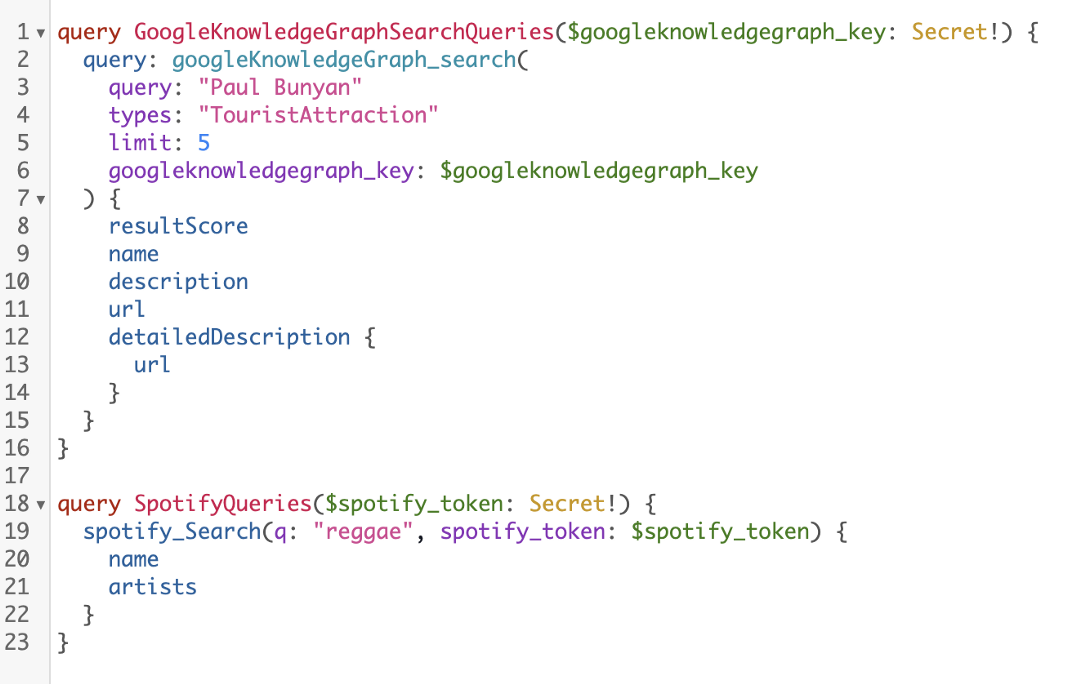 1 query GoogleKnowledgeGraphSearchQueries($googleknowledgegraph_key: Secret!) {
2 query: googleKnowledgeGraph_search(
3 query: "Paul Bunyan"
4 types: "TouristAttraction"
5 limit: 5
6 googleknowledgegraph_key: $googleknowledgegraph_key
7 ) {
8 resultScore
9 name
10 description
11 url
12 detailedDescription {
13 url
14 }
15 }
16 }
17
18 query SpotifyQueries($spotify_token: Secret!) {
19 spotify_Search(q: "reggae", spotify_token: $spotify_token) {
20 name
21 artists
22 }
23 }